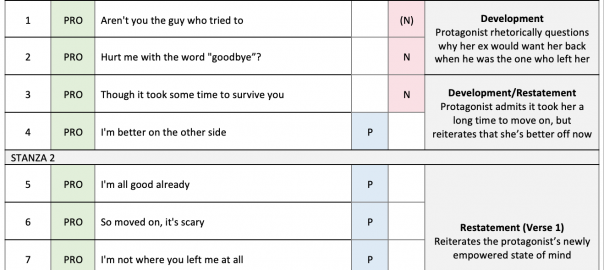 1 PRO Aren't you the guy who tried to (N)
2 PRO Hurt me with the word "goodbye"? N
Development
Protagonist rhetorically questions
why her ex would want her back
when he was the one who left her
3 PRO Though it took some time to survive you N
4 PRO I'm better on the other side P
Development/Restatement
Protagonist admits it took her a
long time to move on, but
reiterates that she's better off now
STANZA 2
5 PRO I'm all good already P
6 PRO So moved on, it's scary P
7 PRO I'm not where you left me at all P
Restatement (Verse 1)
Reiterates the protagonist's newly
empowered state of mind